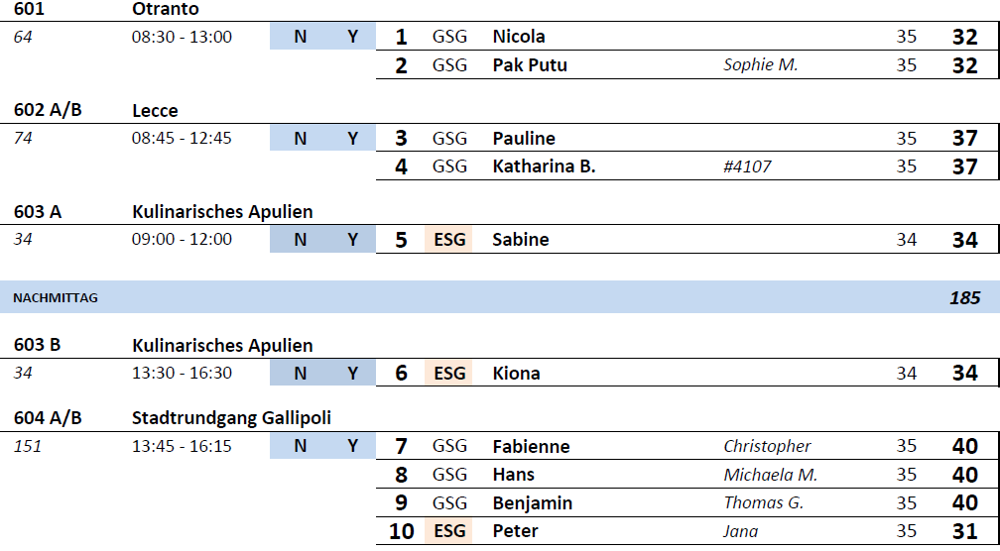 601 Otranto
64 08:30 - 13:00 N Y 1 GSG Nicola 35 32
2 GSG Pak Putu Sophie M. 35 32
602 A/B Lecce
74 08:45 - 12:45 N Y 3 GSG Pauline 35 37
4 GSG Katharina B. #4107 35 37
603 A Kulinarisches Apulien
34 09:00 - 12:00 N Y 5 ESG Sabine 34 34
NACHMITTAG 185
603 B Kulinarisches Apulien
34 13:30 - 16:30 N Y 6 ESG Kiona 34 34
604 A/B Stadtrundgang Gallipoli
151 13:45 - 16:15 N Y 7 GSG Fabienne Christopher 35 40
8 GSG Hans Michaela M. 35 40
9 GSG Benjamin Thomas G. 35 40
10 ESG Peter Jana 35 31